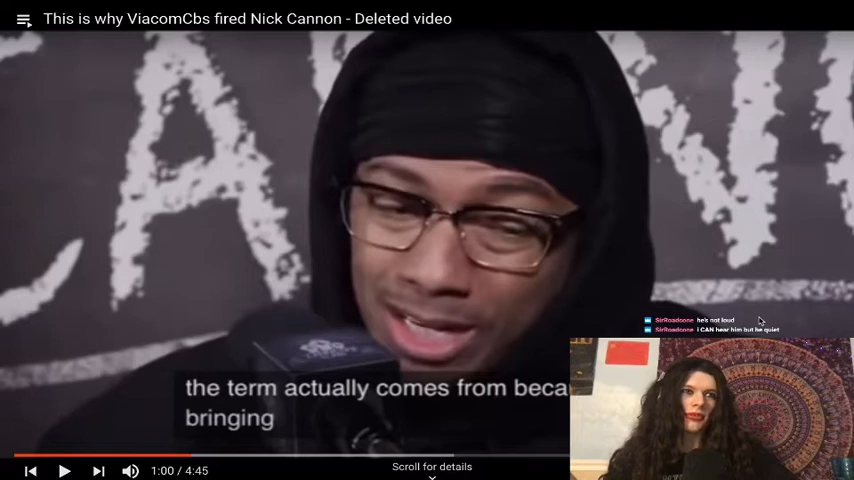 This is why ViacomCbs fired Nick Cannon - Deleted video
CANN
SirRoadcone he's not loud
SirRoadcone I CAN hear him but he quiet
the term actually comes from beca
bringing
1:00 / 4:45
Scroll for details